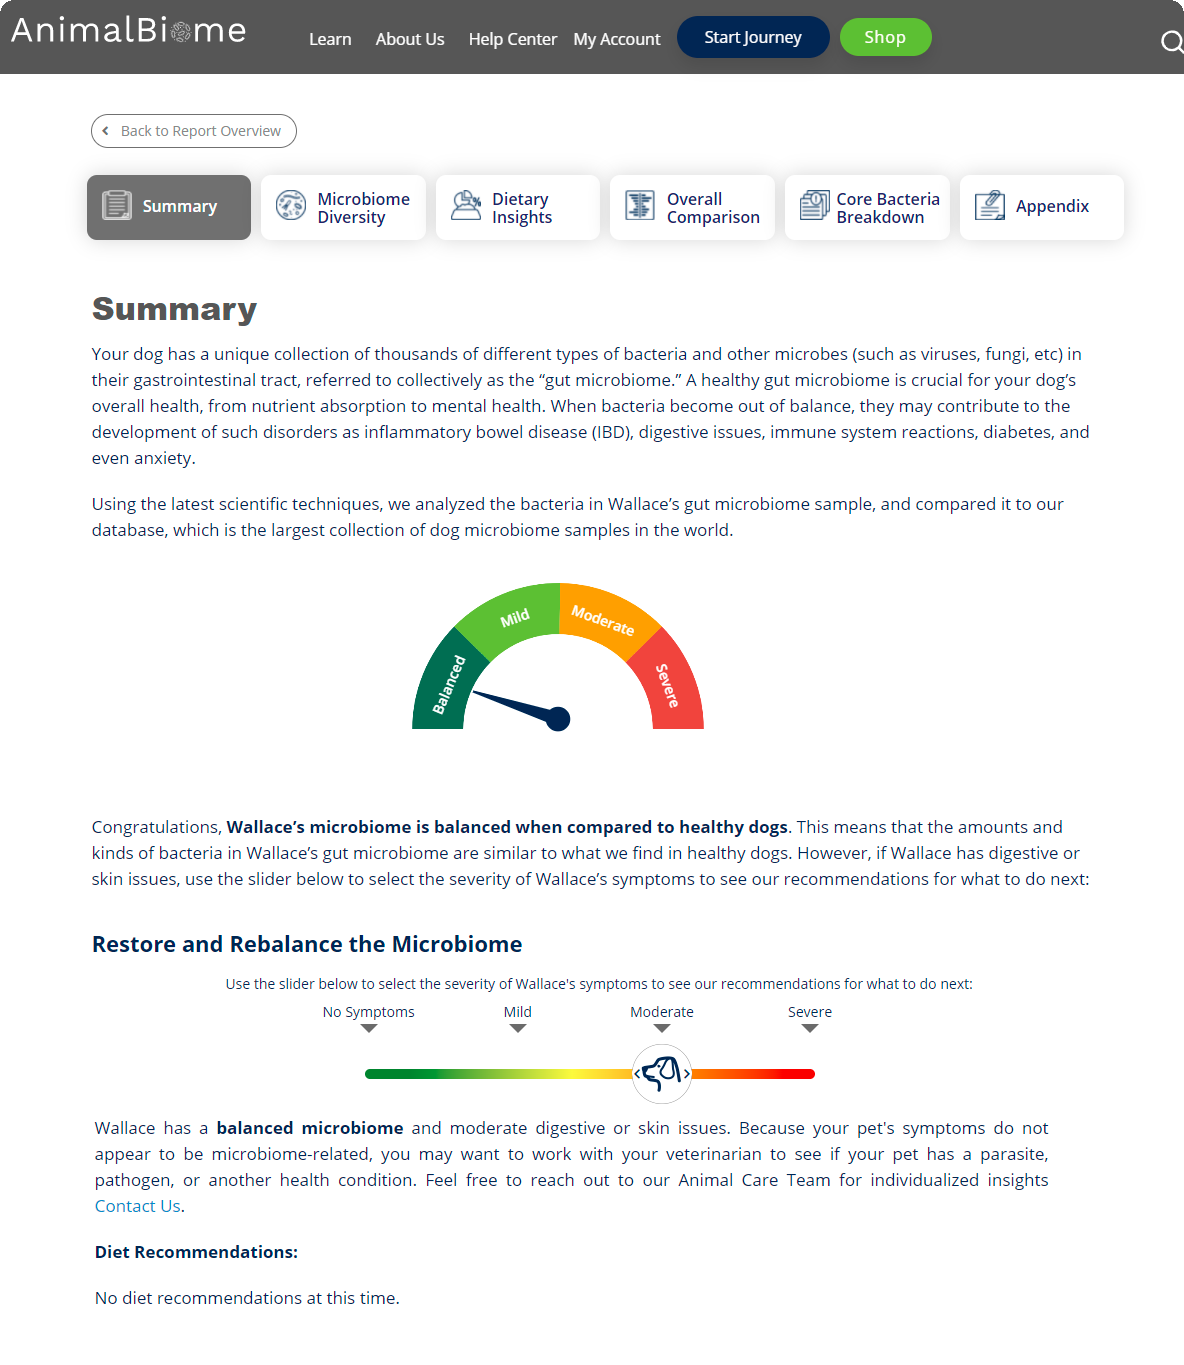 AnimalBiome
Learn
About Us
Help Center
My Account
Start Journey
Shop
Back to Report Overview
Summary
Microbiome
Diversity
Dietary
Insights
Overall
Comparison
Core Bacteria
Breakdown
Appendix
Summary
Your dog has a unique collection of thousands of different types of bacteria and other microbes (such as viruses, fungi, etc) in
their gastrointestinal tract, referred to collectively as the “gut microbiome.” A healthy gut microbiome is crucial for your dog’s
overall health, from nutrient absorption to mental health. When bacteria become out of balance, they may contribute to the
development of such disorders as inflammatory bowel disease (IBD), digestive issues, immune system reactions, diabetes, and
even anxiety.
Using the latest scientific techniques, we analyzed the bacteria in Wallace’s gut microbiome sample, and compared it to our
database, which is the largest collection of dog microbiome samples in the world.
Balanced
Mild
Moderate
Severe
Congratulations, Wallace’s microbiome is balanced when compared to healthy dogs. This means that the amounts and
kinds of bacteria in Wallace’s gut microbiome are similar to what we find in healthy dogs. However, if Wallace has digestive or
skin issues, use the slider below to select the severity of Wallace’s symptoms to see our recommendations for what to do next:
Restore and Rebalance the Microbiome
Use the slider below to select the severity of Wallace's symptoms to see our recommendations for what to do next:
No Symptoms
Mild
Moderate
Severe
Wallace has a balanced microbiome and moderate digestive or skin issues. Because your pet's symptoms do not
appear to be microbiome-related, you may want to work with your veterinarian to see if your pet has a parasite,
pathogen, or another health condition. Feel free to reach out to our Animal Care Team for individualized insights
Contact Us.
Diet Recommendations:
No diet recommendations at this time.